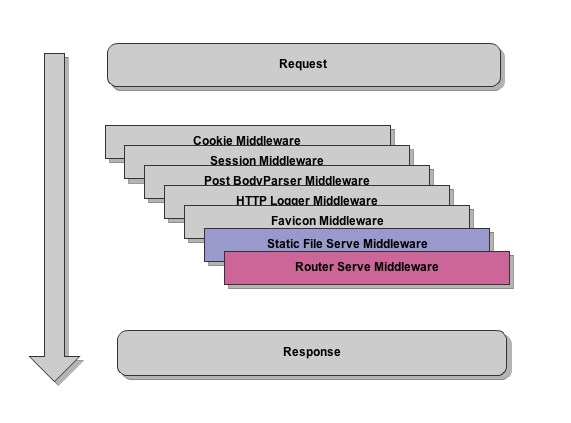 Request
Cookie Middleware
Session Middleware
Post BodyParser Middleware
HTTP Logger Middleware
Favicon Middleware
Static File Serve Middleware
Router Serve Middleware
Response